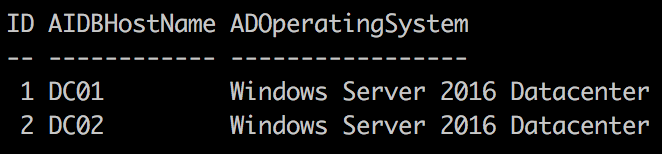 ID AIDBHostName ADOperatingSystem
-- ------------ -----------------
 1 DC01         Windows Server 2016 Datacenter
 2 DC02         Windows Server 2016 Datacenter